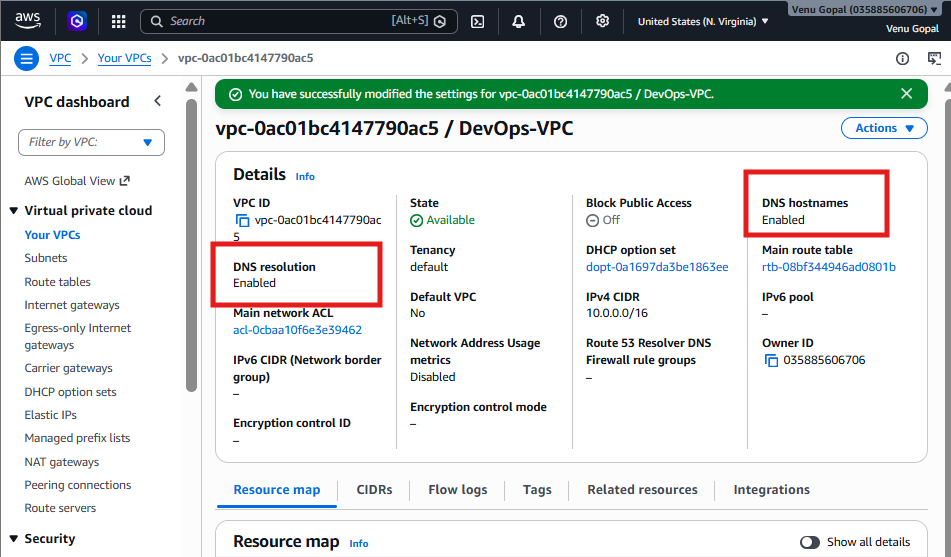 aws
Search
[Alt+S]
United States (N. Virginia)
Venu Gopal (035885606706)
Venu Gopal
VPC
Your VPCs
vpc-0ac01bc4147790ac5
VPC dashboard
Filter by VPC:
AWS Global View
Virtual private cloud
Your VPCs
Subnets
Route tables
Internet gateways
Egress-only Internet
gateways
Carrier gateways
DHCP option sets
Elastic IPs
Managed prefix lists
NAT gateways
Peering connections
Route servers
Security
You have successfully modified the settings for vpc-0ac01bc4147790ac5 / DevOps-VPC.
vpc-0ac01bc4147790ac5 / DevOps-VPC
Actions
Details Info
VPC ID
vpc-0ac01bc4147790ac
5
DNS resolution
Enabled
Main network ACL
acl-0cbaa10f6e3e39462
IPv6 CIDR (Network border
group)
–
Encryption control ID
–
State
Available
Tenancy
default
Default VPC
No
Network Address Usage
metrics
Disabled
Encryption control mode
–
Block Public Access
Off
DHCP option set
dopt-0a1697da3be1863ee
IPv4 CIDR
10.0.0.0/16
Route 53 Resolver DNS
Firewall rule groups
–
DNS hostnames
Enabled
Main route table
rtb-08bf344946ad0801b
IPv6 pool
–
Owner ID
035885606706
Resource map
CIDRs
Flow logs
Tags
Related resources
Integrations
Resource map Info
Show all details